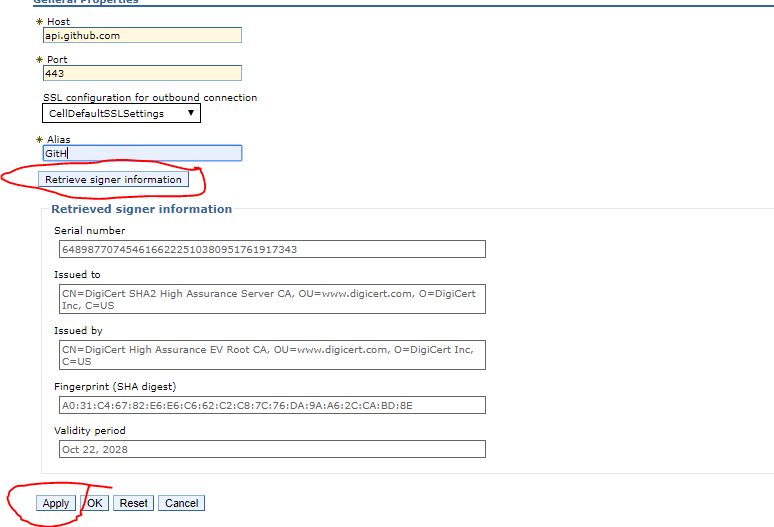 General Properties
* Host
api.github.com
* Port
443
SSL configuration for outbound connection
CellDefaultSSLSettings
* Alias
GitH
Retrieve signer information
Retrieved signer information
Serial number
6489877074546166222510380951761917343
Issued to
CN=DigiCert SHA2 High Assurance Server CA, OU=www.digicert.com, O=DigiCert
Inc, C=US
Issued by
CN=DigiCert High Assurance EV Root CA, OU=www.digicert.com, O=DigiCert Inc,
C=US
Fingerprint (SHA digest)
A0:31:C4:67:82:E6:E6:C6:62:C2:C8:7C:76:DA:9A:A6:2C:CA:BD:8E
Validity period
Oct 22, 2028
Apply OK Reset Cancel